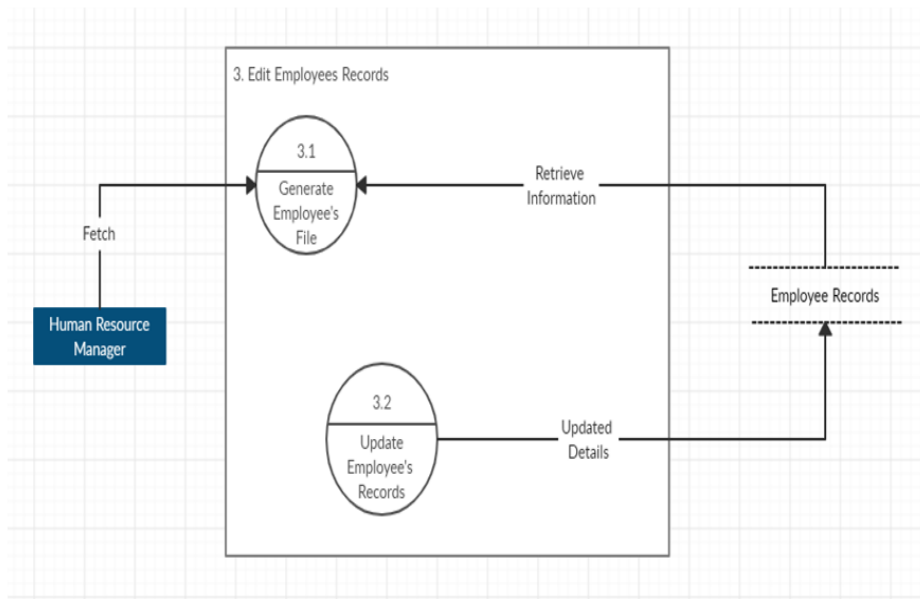 3. Edit Employees Records
3.1
Generate
Employee's
File
Retrieve
Information
Fetch
Human Resource
Manager
Employee Records
3.2
Update
Employee's
Records
Updated
Details